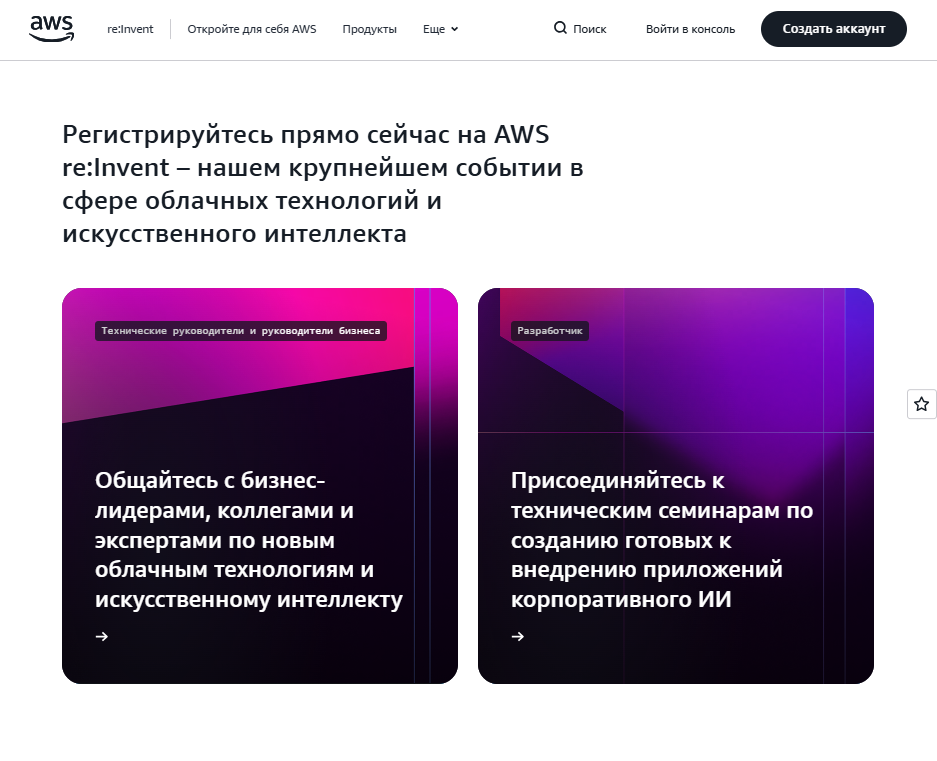 aws re:Invent Откройте для себя AWS Продукты Еще Поиск Войти в консоль Создать аккаунт
Регистрируйтесь прямо сейчас на AWS
re:Invent – нашем крупнейшем событии в
сфере облачных технологий и
искусственного интеллекта
Технические руководители и руководители бизнеса
Общайтесь с бизнес-
лидерами, коллегами и
экспертами по новым
облачным технологиям и
искусственному интеллекту
Разработчик
Присоединяйтесь к
техническим семинарам по
созданию готовых к
внедрению приложений
корпоративного ИИ